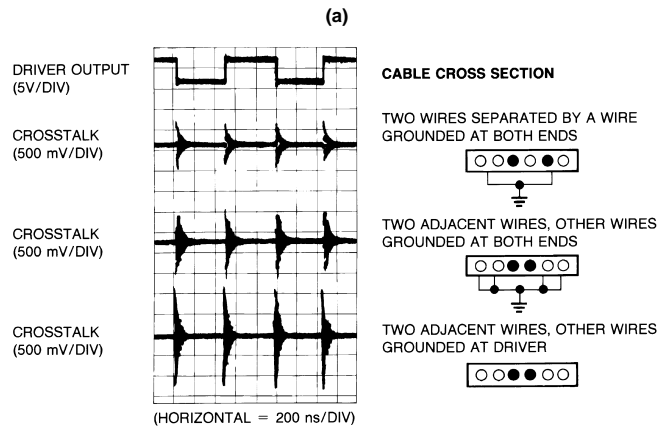 (a)
DRIVER OUTPUT
(5V/DIV)
CABLE CROSS SECTION
CROSSTALK
(500 mV/DIV)
TWO WIRES SEPARATED BY A WIRE
GROUNDED AT BOTH ENDS
CROSSTALK
(500 mV/DIV)
TWO ADJACENT WIRES, OTHER WIRES
GROUNDED AT BOTH ENDS
CROSSTALK
(500 mV/DIV)
TWO ADJACENT WIRES, OTHER WIRES
GROUNDED AT DRIVER
(HORIZONTAL = 200 ns/DIV)